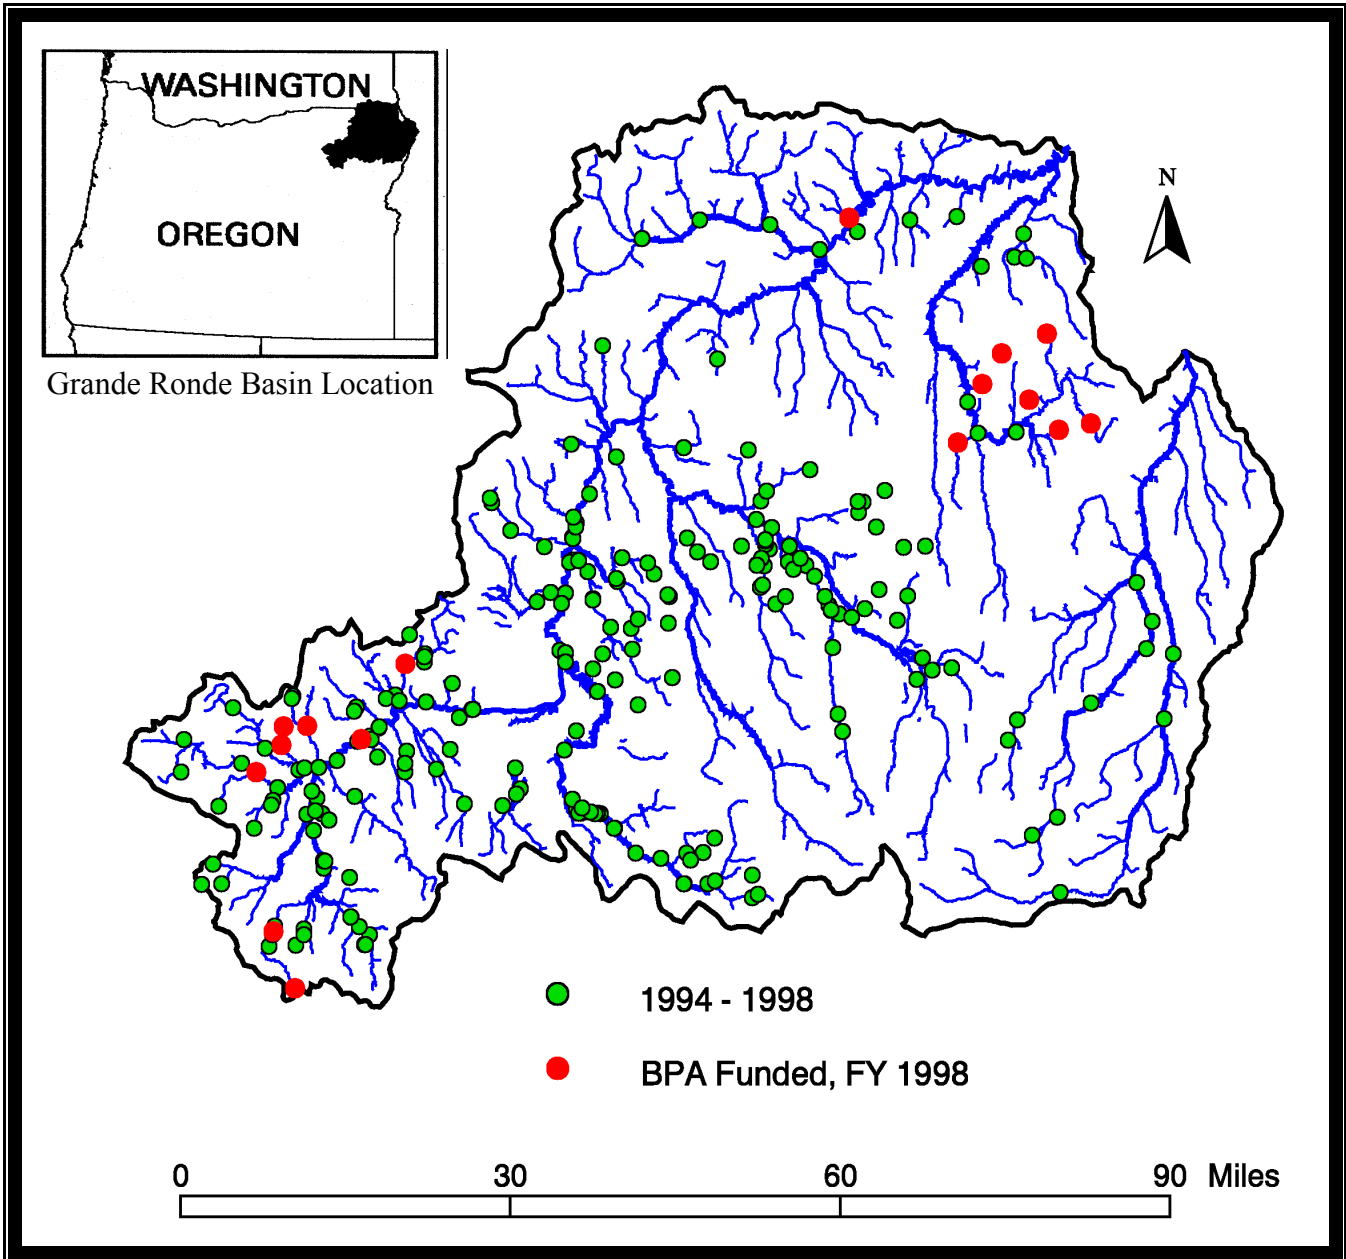 WASHINGTON
OREGON
Grande Ronde Basin Location
N
1994 - 1998
BPA Funded, FY 1998
0 30 60 90 Miles